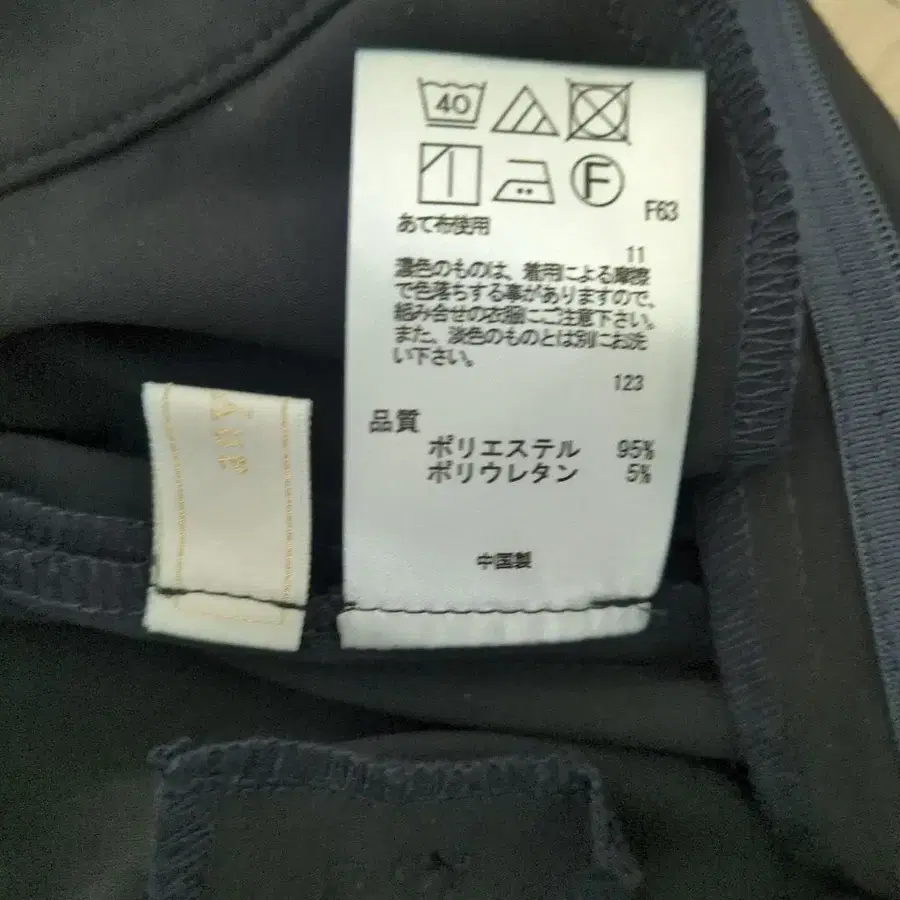 40
F
F63
あて布使用
11
濃色のものは、着用による摩擦
で色落ちする事がありますので、
組み合せの衣服にご注意下さい。
また、淡色のものとは別にお洗
い下さい。
123
品質
ポリエステル 95%
ポリウレタン 5%
中国製